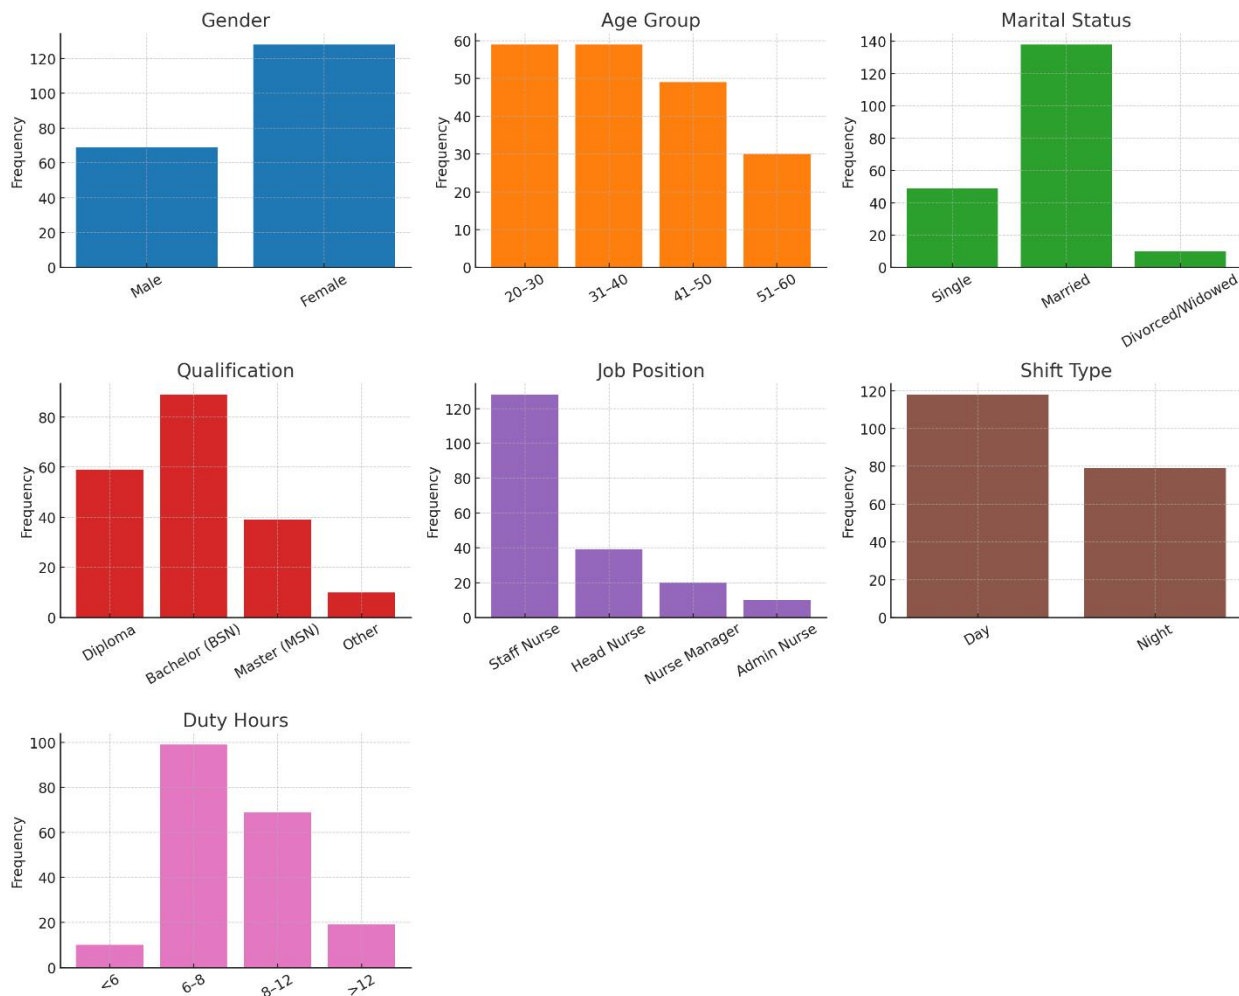 Gender
Frequency
120
100
80
60
40
20
0
Male
Female
Age Group
Frequency
60
50
40
30
20
10
0
20–30
31–40
41–50
51–60
Marital Status
Frequency
140
120
100
80
60
40
20
0
Single
Married
Divorced/Widowed
Qualification
Frequency
80
60
40
20
0
Diploma
Bachelor (BSN)
Master (MSN)
Other
Job Position
Frequency
120
100
80
60
40
20
0
Staff Nurse
Head Nurse
Nurse Manager
Admin Nurse
Shift Type
Frequency
120
100
80
60
40
20
0
Day
Night
Duty Hours
Frequency
100
80
60
40
20
0
<6
6–8
8–12
>12